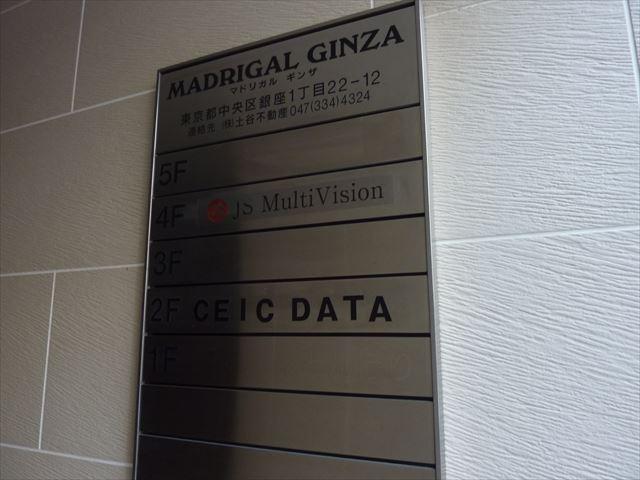 MADRIGAL GINZA
マドリガル ギンザ
東京都中央区銀座1丁目22-12
連絡先 (株)土谷不動産 047(334)4324
5F
4F JS MultiVision
3F
2F CEIC DATA
1F